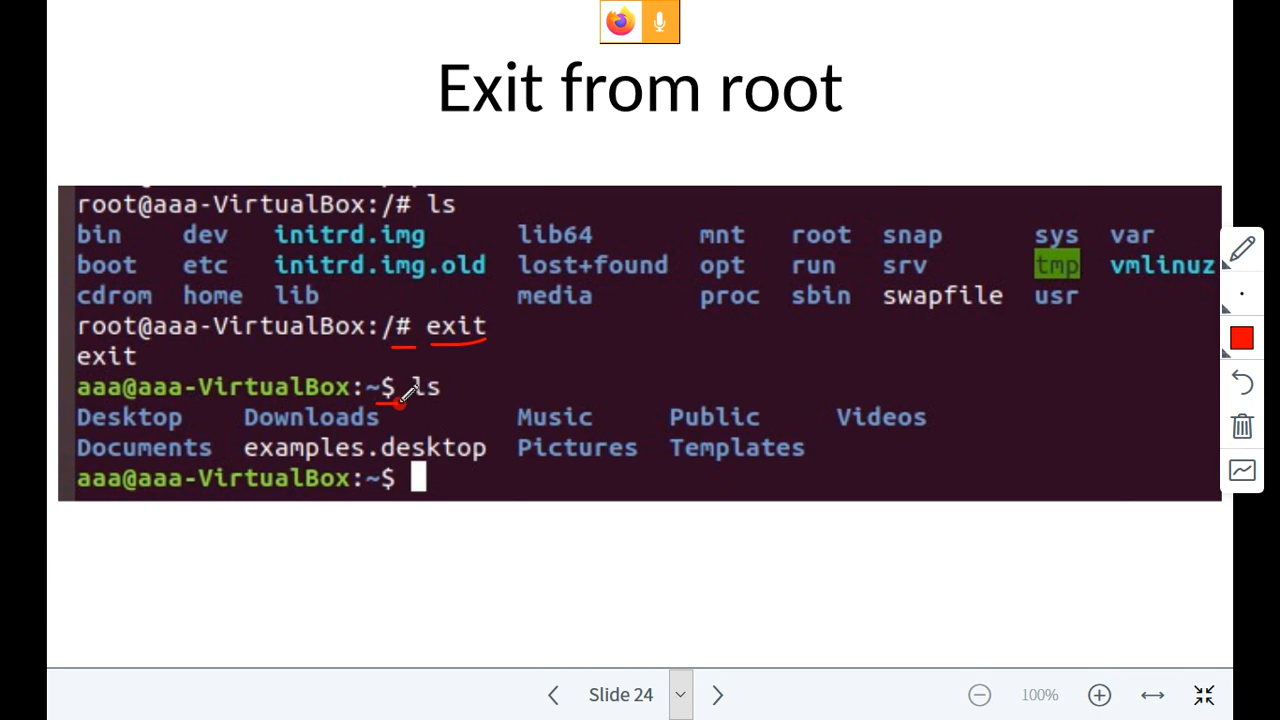 Exit from root
root@aaa-VirtualBox:/# ls
bin dev initrd.img lib64 mnt root snap sys var
boot etc initrd.img.old lost+found opt run srv tmp vmlinuz
cdrom home lib media proc sbin swapfile usr
root@aaa-VirtualBox:/# exit
exit
aaa@aaa-VirtualBox:~$ ls
Desktop Downloads Music Public Videos
Documents examples.desktop Pictures Templates
aaa@aaa-VirtualBox:~$
Slide 24 100%